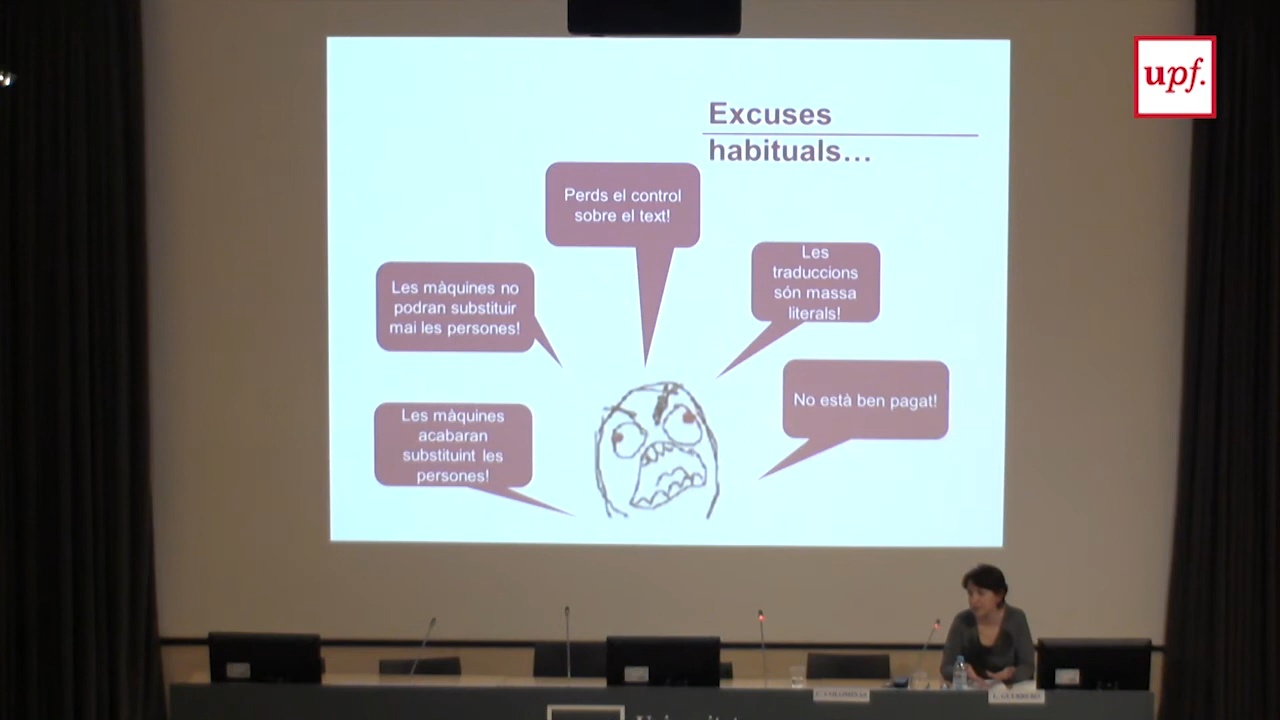 upf.
Excuses
habituals…
Perds el control
sobre el text!
Les
traduccions
són massa
literals!
Les màquines no
podran substituir
mai les persones!
No està ben pagat!
Les màquines
acabaran
substituint les
persones!